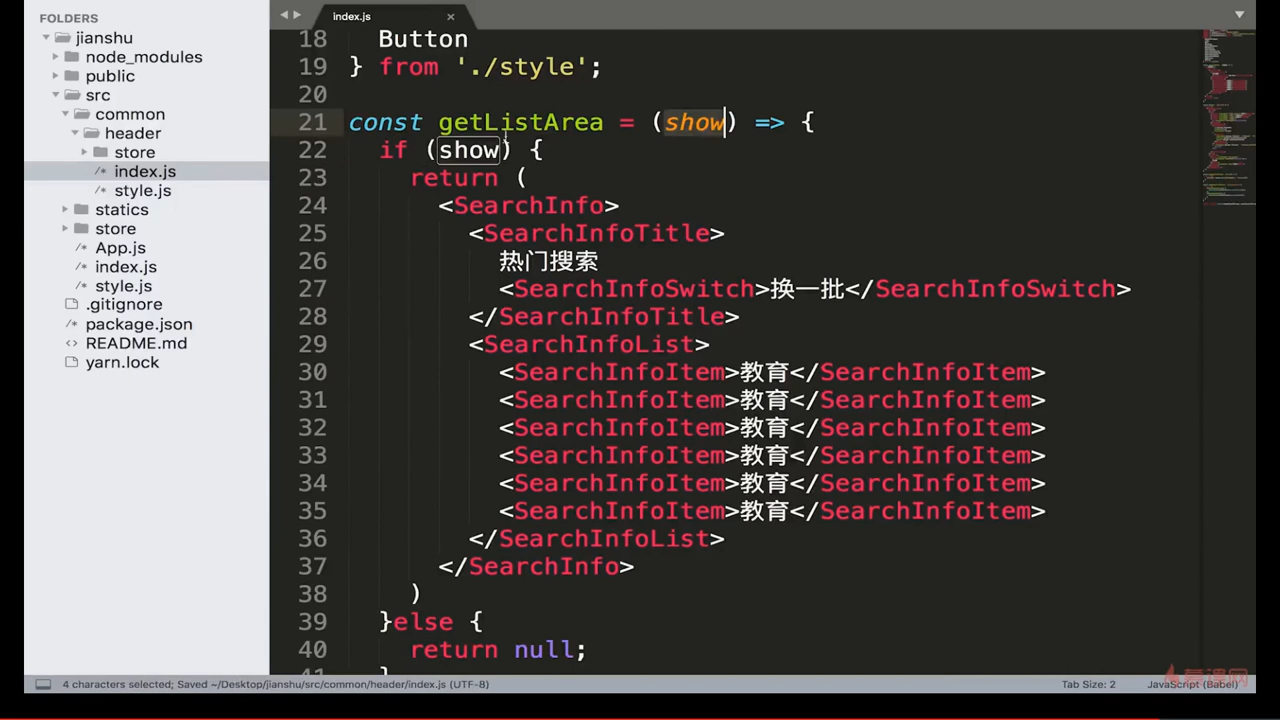 FOLDERS
jianshu
node_modules
public
src
common
header
store
index.js
style.js
statics
store
App.js
index.js
style.js
.gitignore
package.json
README.md
yarn.lock
index.js
18 Button
19 } from './style';
20
21 const getListArea = (show) => {
22 if (show) {
23 return (
24 <SearchInfo>
25 <SearchInfoTitle>
26 热门搜索
27 <SearchInfoSwitch>换一批</SearchInfoSwitch>
28 </SearchInfoTitle>
29 <SearchInfoList>
30 <SearchInfoItem>教育</SearchInfoItem>
31 <SearchInfoItem>教育</SearchInfoItem>
32 <SearchInfoItem>教育</SearchInfoItem>
33 <SearchInfoItem>教育</SearchInfoItem>
34 <SearchInfoItem>教育</SearchInfoItem>
35 <SearchInfoItem>教育</SearchInfoItem>
36 </SearchInfoList>
37 </SearchInfo>
38 )
39 }else {
40 return null;
4 characters selected; Saved ~/Desktop/jianshu/src/common/header/index.js (UTF-8)
Tab Size: 2
JavaScript (Babel)